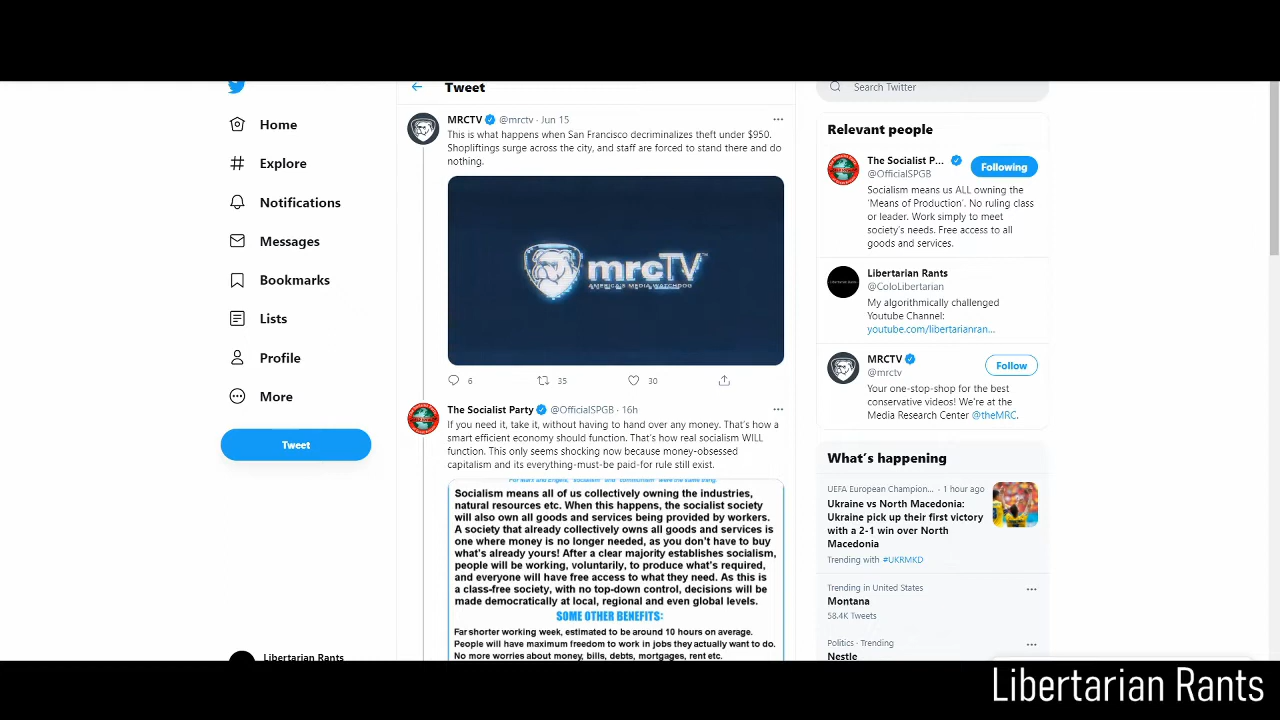 Tweet
Search Twitter
Home
Explore
Notifications
Messages
Bookmarks
Lists
Profile
More
Tweet
Libertarian Rants
MRCTV @mrctv · Jun 15
This is what happens when San Francisco decriminalizes theft under $950.
Shopliftings surge across the city, and staff are forced to stand there and do
nothing.
mrcTV
AMERICA'S MEDIA WATCHDOG
6 35 30
The Socialist Party @OfficialSPGB · 16h
If you need it, take it, without having to hand over any money. That's how a
smart efficient economy should function. That's how real socialism WILL
function. This only seems shocking now because money-obsessed
capitalism and its everything-must-be paid-for rule still exist.
For Marx and Engels, 'socialism' and 'communism' were the same thing.
Socialism means all of us collectively owning the industries,
natural resources etc. When this happens, the socialist society
will also own all goods and services being provided by workers.
A society that already collectively owns all goods and services is
one where money is no longer needed, as you don't have to buy
what's already yours! After a clear majority establishes socialism,
people will be working, voluntarily, to produce what's required,
and everyone will have free access to what they need. As this is
a class-free society, with no top-down control, decisions will be
made democratically at local, regional and even global levels.
SOME OTHER BENEFITS:
Far shorter working week, estimated to be around 10 hours on average.
People will have maximum freedom to work in jobs they actually want to do.
No more worries about money, bills, debts, mortgages, rent etc.
Relevant people
The Socialist P...
@OfficialSPGB
Following
Socialism means us ALL owning the
'Means of Production'. No ruling class
or leader. Work simply to meet
society's needs. Free access to all
goods and services.
Libertarian Rants
@ColoLibertarian
My algorithmically challenged
Youtube Channel:
youtube.com/libertarianran...
MRCTV
@mrctv
Follow
Your one-stop-shop for the best
conservative videos! We're at the
Media Research Center @theMRC.
What's happening
UEFA European Champion... · 1 hour ago
Ukraine vs North Macedonia:
Ukraine pick up their first victory
with a 2-1 win over North
Macedonia
Trending with #UKRMKD
Trending in United States
Montana
58.4K Tweets
Politics · Trending
Nestle
Libertarian Rants